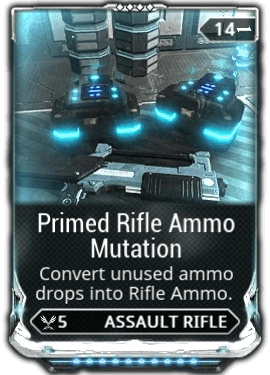 14
Primed Rifle Ammo
Mutation
Convert unused ammo
drops into Rifle Ammo.
5 ASSAULT RIFLE